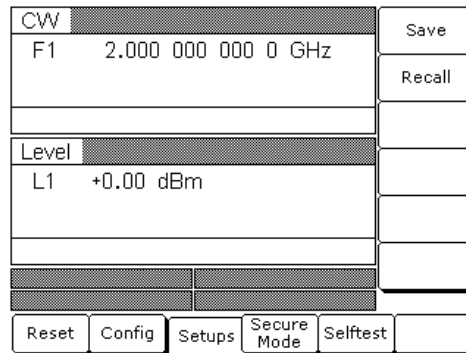 CW
F1 2.000 000 000 0 GHz
Level
L1 +0.00 dBm
Save
Recall
Reset Config Setups Secure Mode Selftest